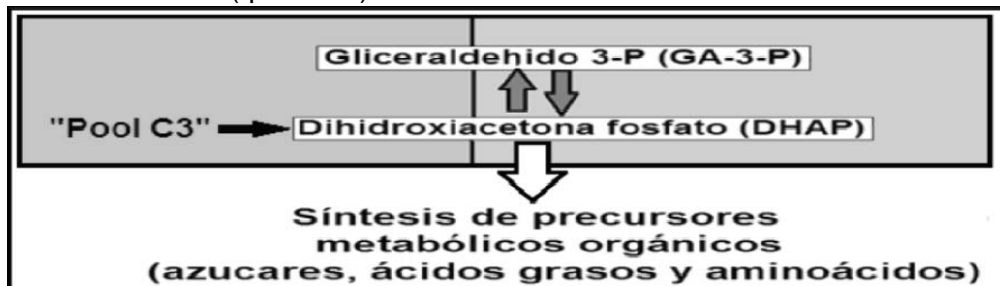 Gliceraldehido 3-P (GA-3-P)
"Pool C3" Dihidroxiacetona fosfato (DHAP)
Síntesis de precursores
metabólicos orgánicos
(azucares, ácidos grasos y aminoácidos)